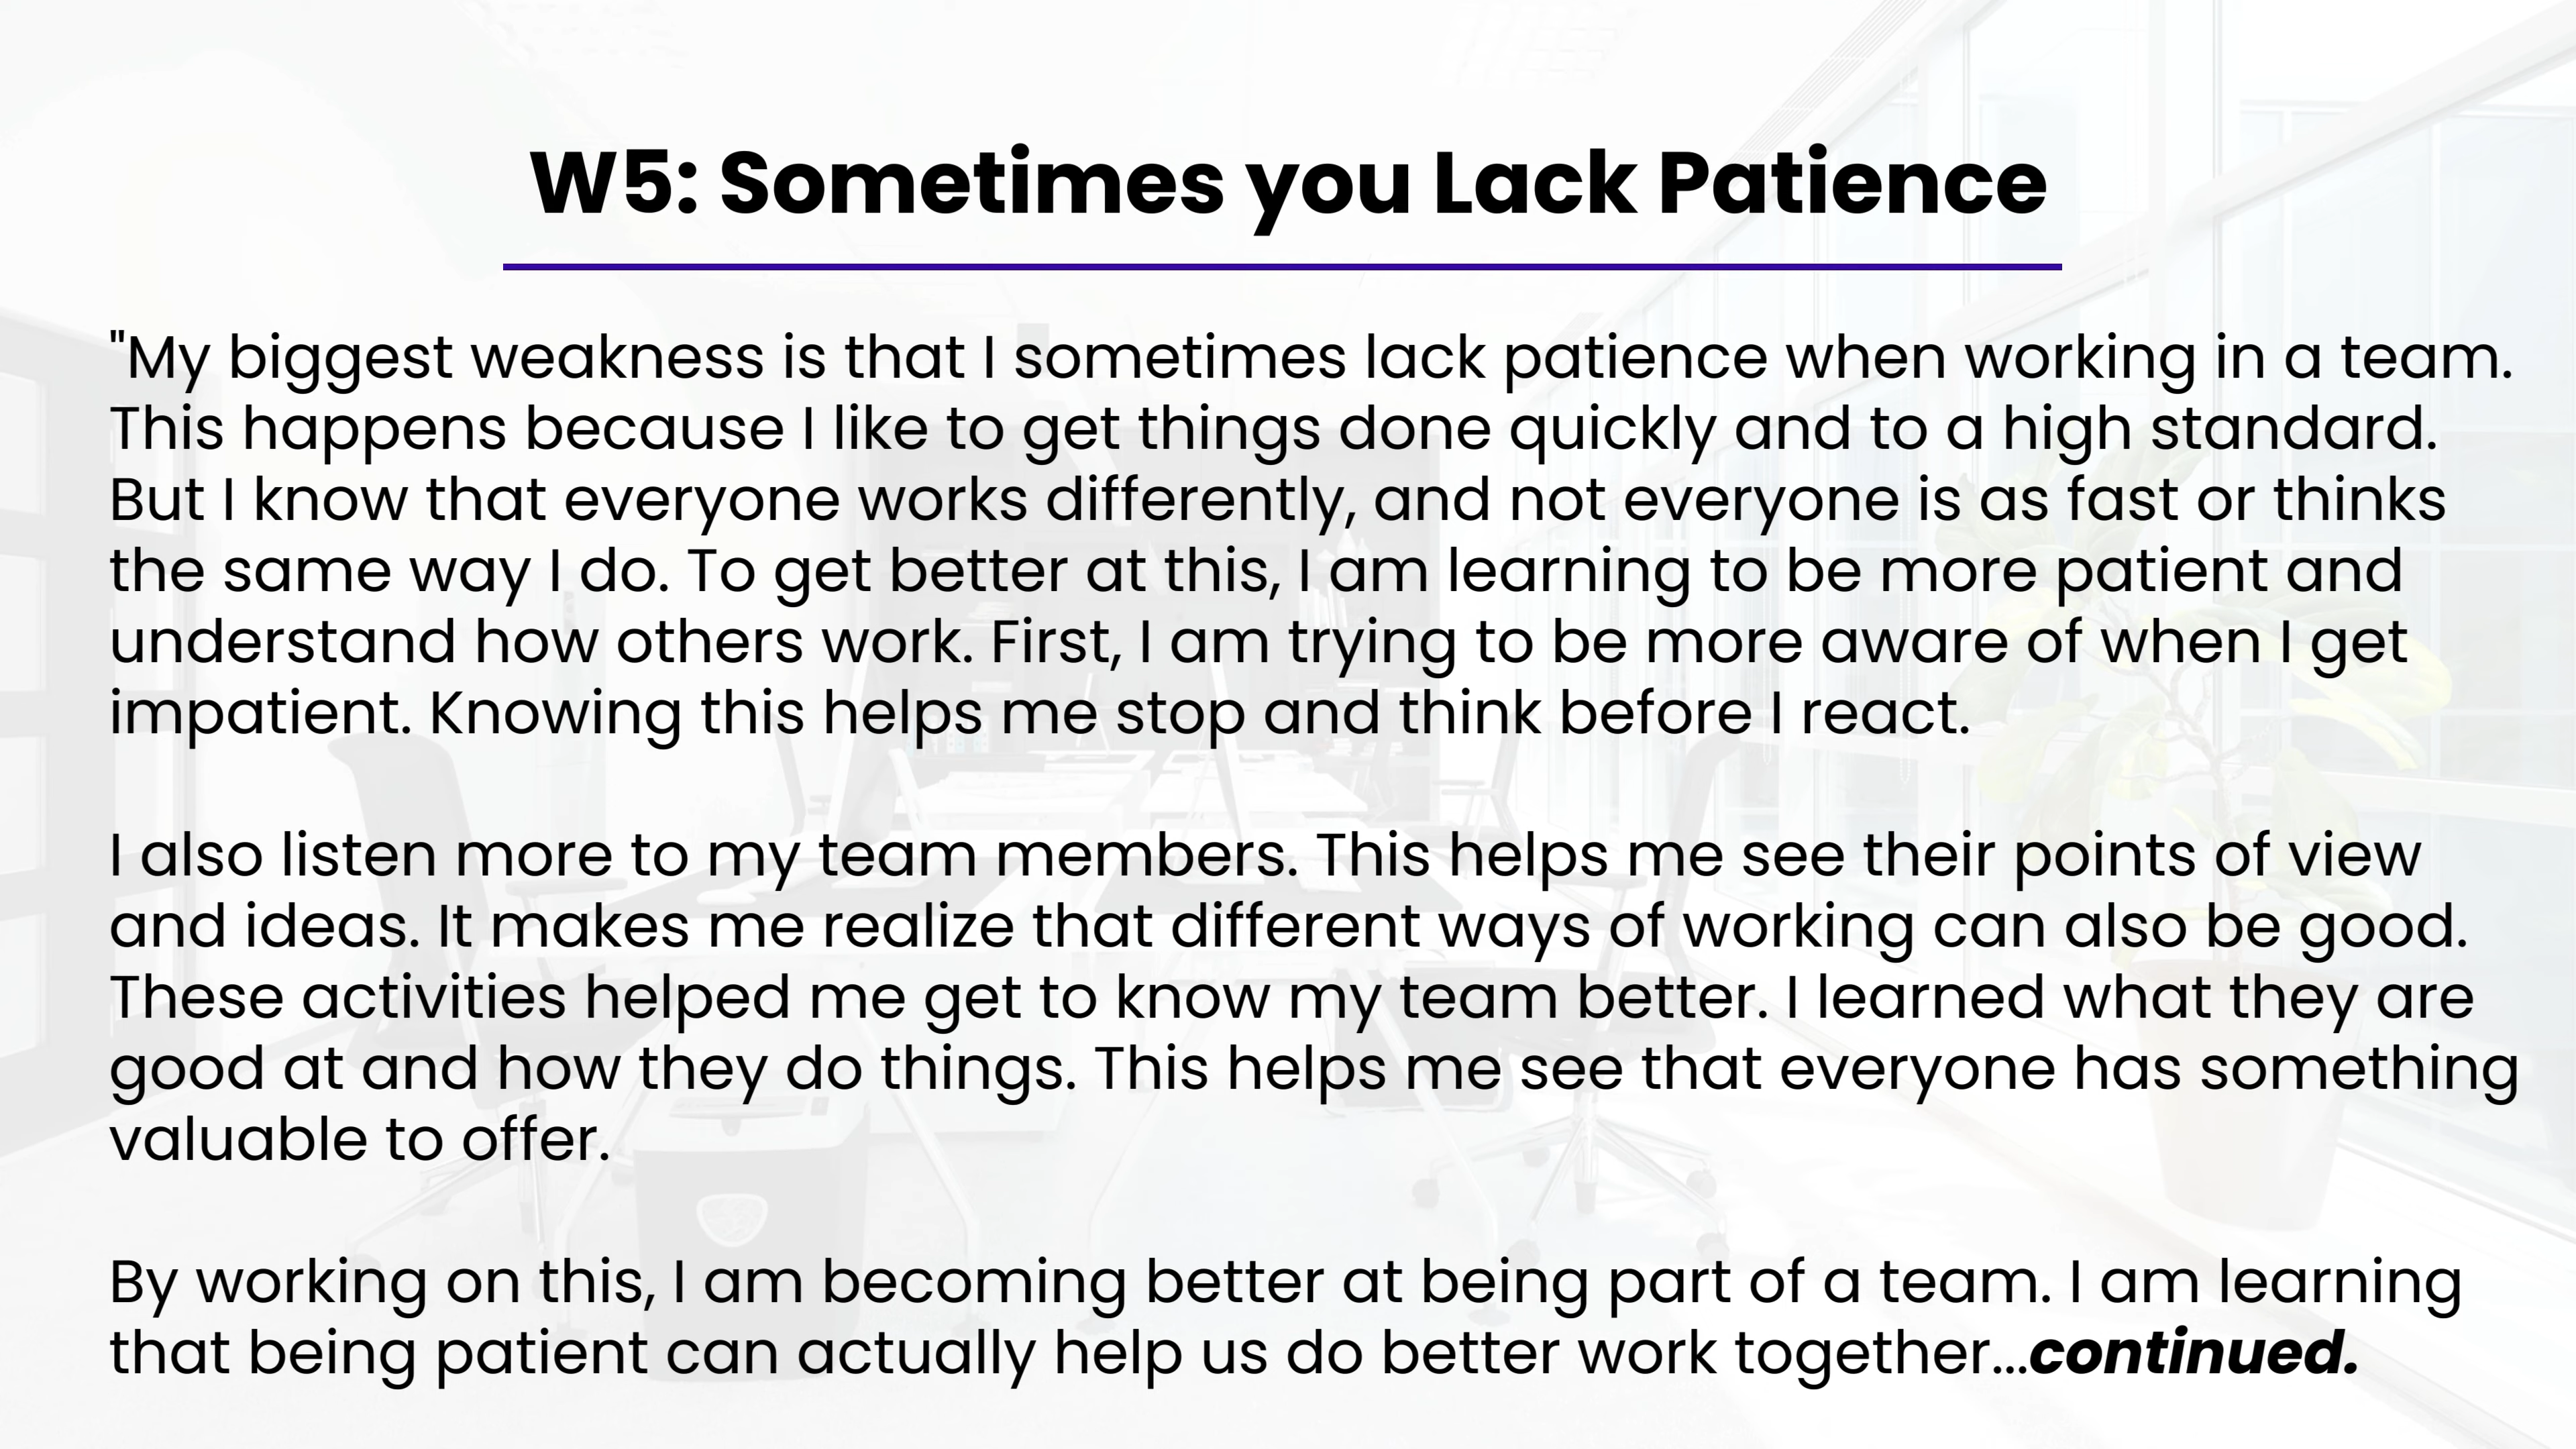 W5: Sometimes you Lack Patience
"My biggest weakness is that I sometimes lack patience when working in a team.
This happens because I like to get things done quickly and to a high standard.
But I know that everyone works differently, and not everyone is as fast or thinks
the same way I do. To get better at this, I am learning to be more patient and
understand how others work. First, I am trying to be more aware of when I get
impatient. Knowing this helps me stop and think before I react.
I also listen more to my team members. This helps me see their points of view
and ideas. It makes me realize that different ways of working can also be good.
These activities helped me get to know my team better. I learned what they are
good at and how they do things. This helps me see that everyone has something
valuable to offer.
By working on this, I am becoming better at being part of a team. I am learning
that being patient can actually help us do better work together...continued.